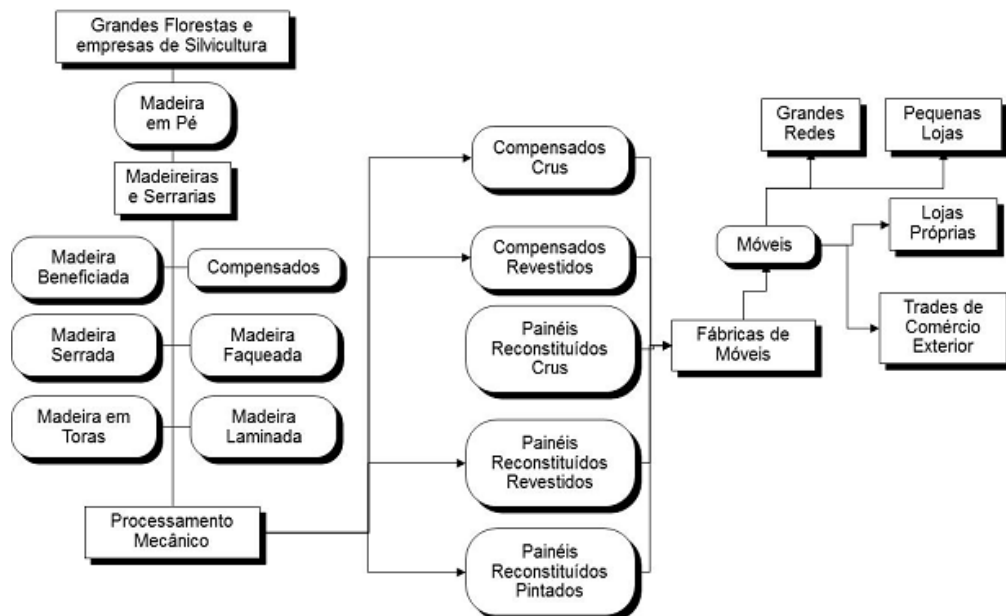 Grandes Florestas e
empresas de Silvicultura
Madeira
em Pé
Madeireiras
e Serrarias
Madeira
Beneficiada
Compensados
Madeira
Serrada
Madeira
Faqueada
Madeira em
Toras
Madeira
Laminada
Processamento
Mecânico
Compensados
Crus
Compensados
Revestidos
Painéis
Reconstituídos
Crus
Painéis
Reconstituídos
Revestidos
Painéis
Reconstituídos
Pintados
Fábricas de
Móveis
Móveis
Grandes
Redes
Pequenas
Lojas
Lojas
Próprias
Trades de
Comércio
Exterior